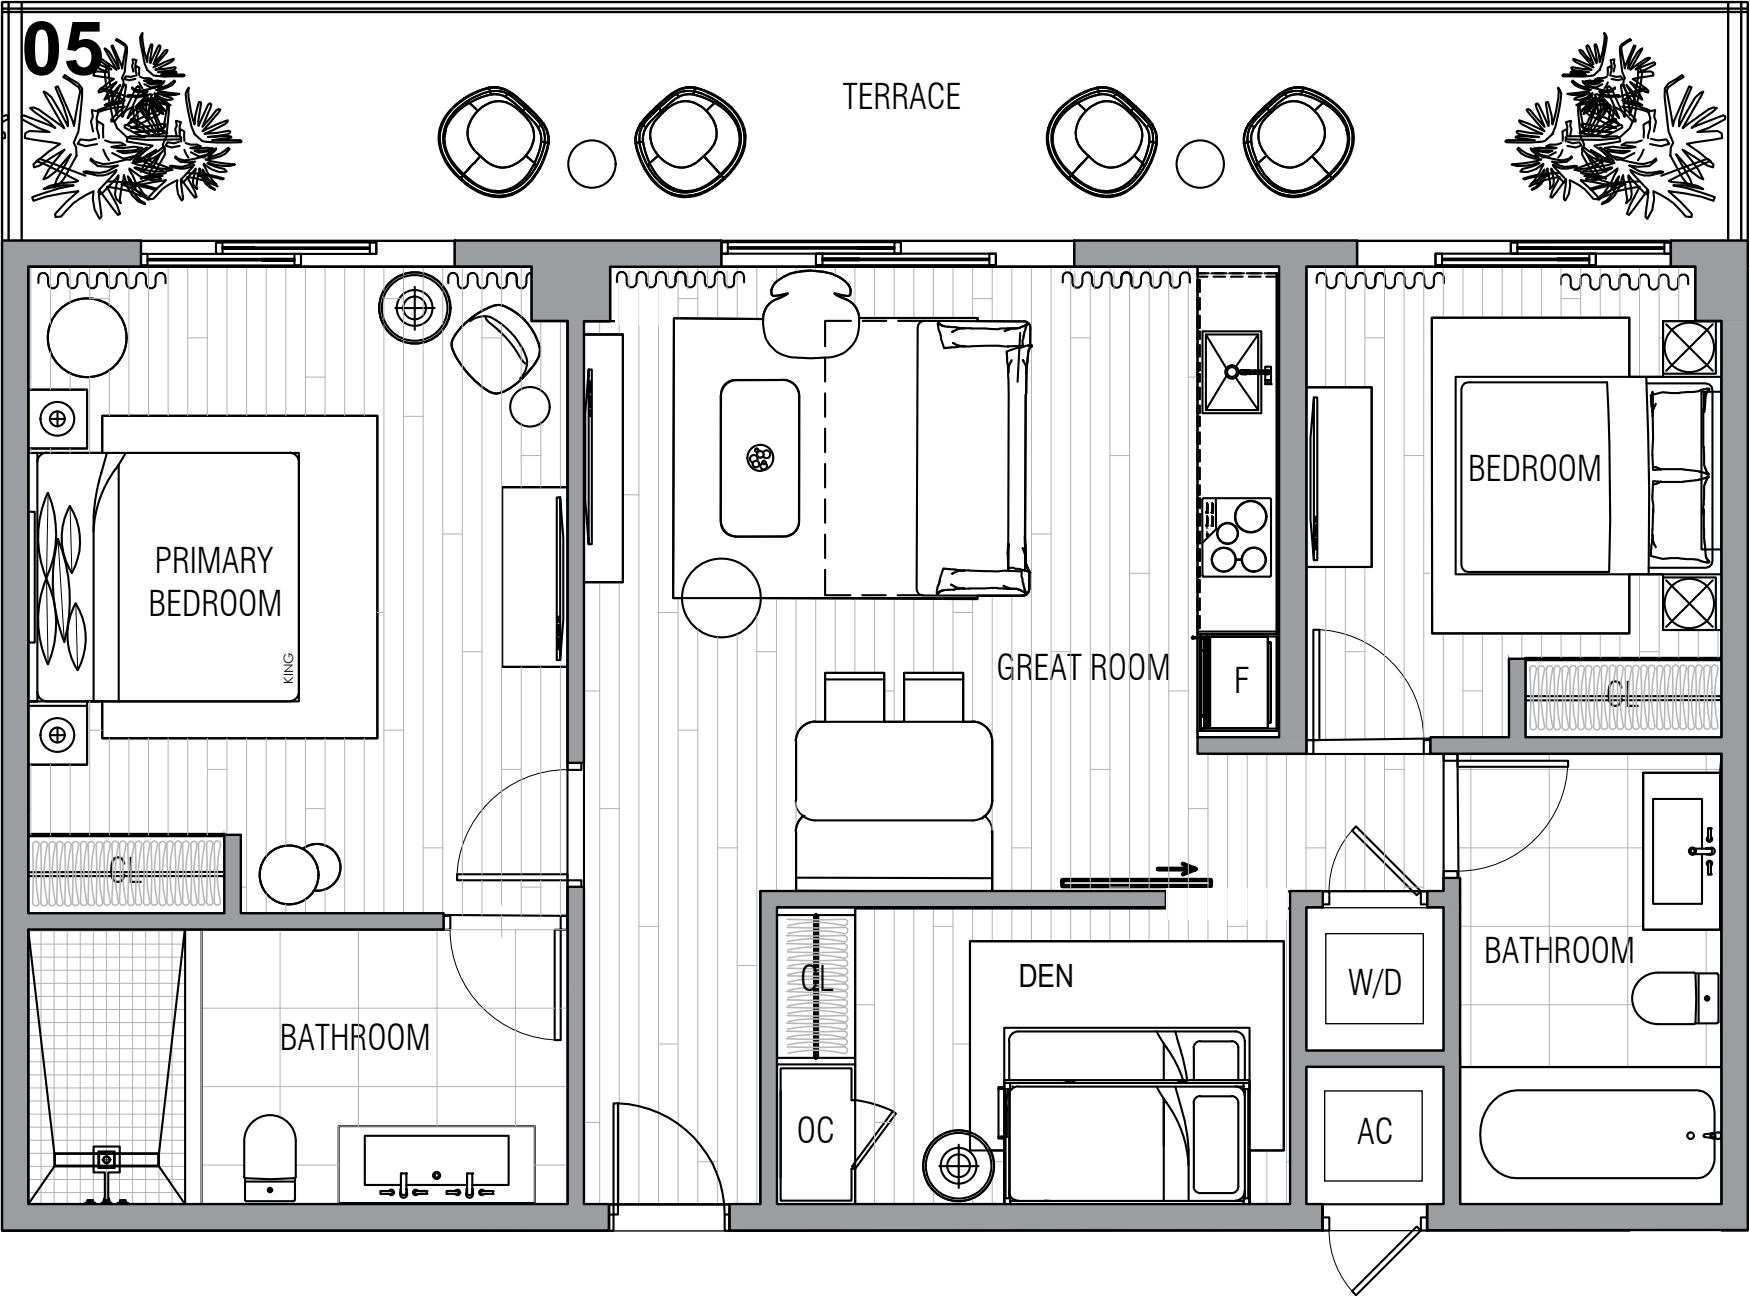 05
TERRACE
PRIMARY
BEDROOM
KING
BEDROOM
GREAT ROOM
F
CL
CL
CL
DEN
W/D
BATHROOM
BATHROOM
OC
AC